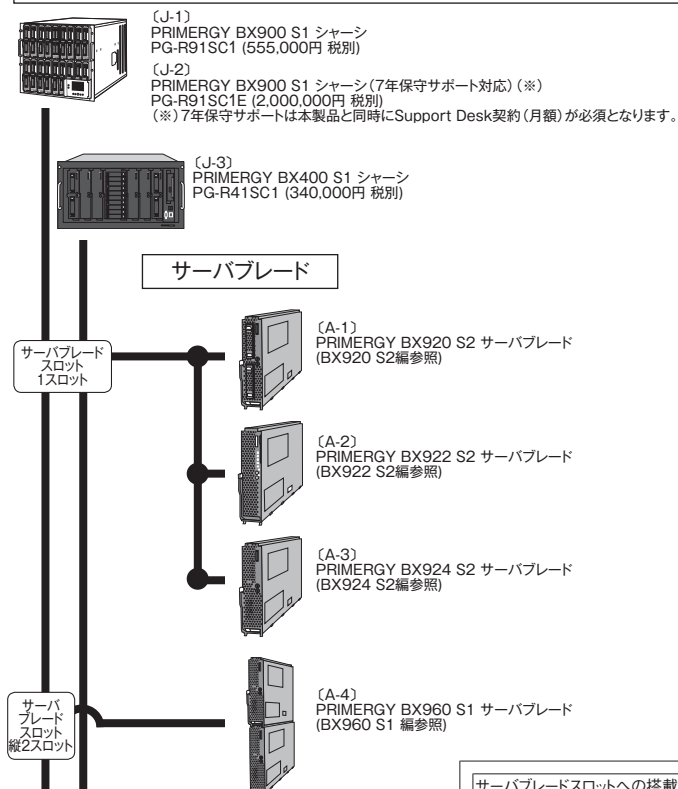 〔J-1〕
PRIMERGY BX900 S1 シャーシ
PG-R91SC1 (555,000円 税別)
〔J-2〕
PRIMERGY BX900 S1 シャーシ（7年保守サポート対応）（※）
PG-R91SC1E (2,000,000円 税別)
（※）7年保守サポートは本製品と同時にSupport Desk契約（月額）が必須となります。
〔J-3〕
PRIMERGY BX400 S1 シャーシ
PG-R41SC1 (340,000円 税別)
サーバブレード
サーバブレード
スロット
1スロット
〔A-1〕
PRIMERGY BX920 S2 サーバブレード
(BX920 S2編参照)
〔A-2〕
PRIMERGY BX922 S2 サーバブレード
(BX922 S2編参照)
〔A-3〕
PRIMERGY BX924 S2 サーバブレード
(BX924 S2編参照)
サーバ
ブレード
スロット
縦2スロット
〔A-4〕
PRIMERGY BX960 S1 サーバブレード
(BX960 S1 編参照)
サーバブレードスロットへの搭載